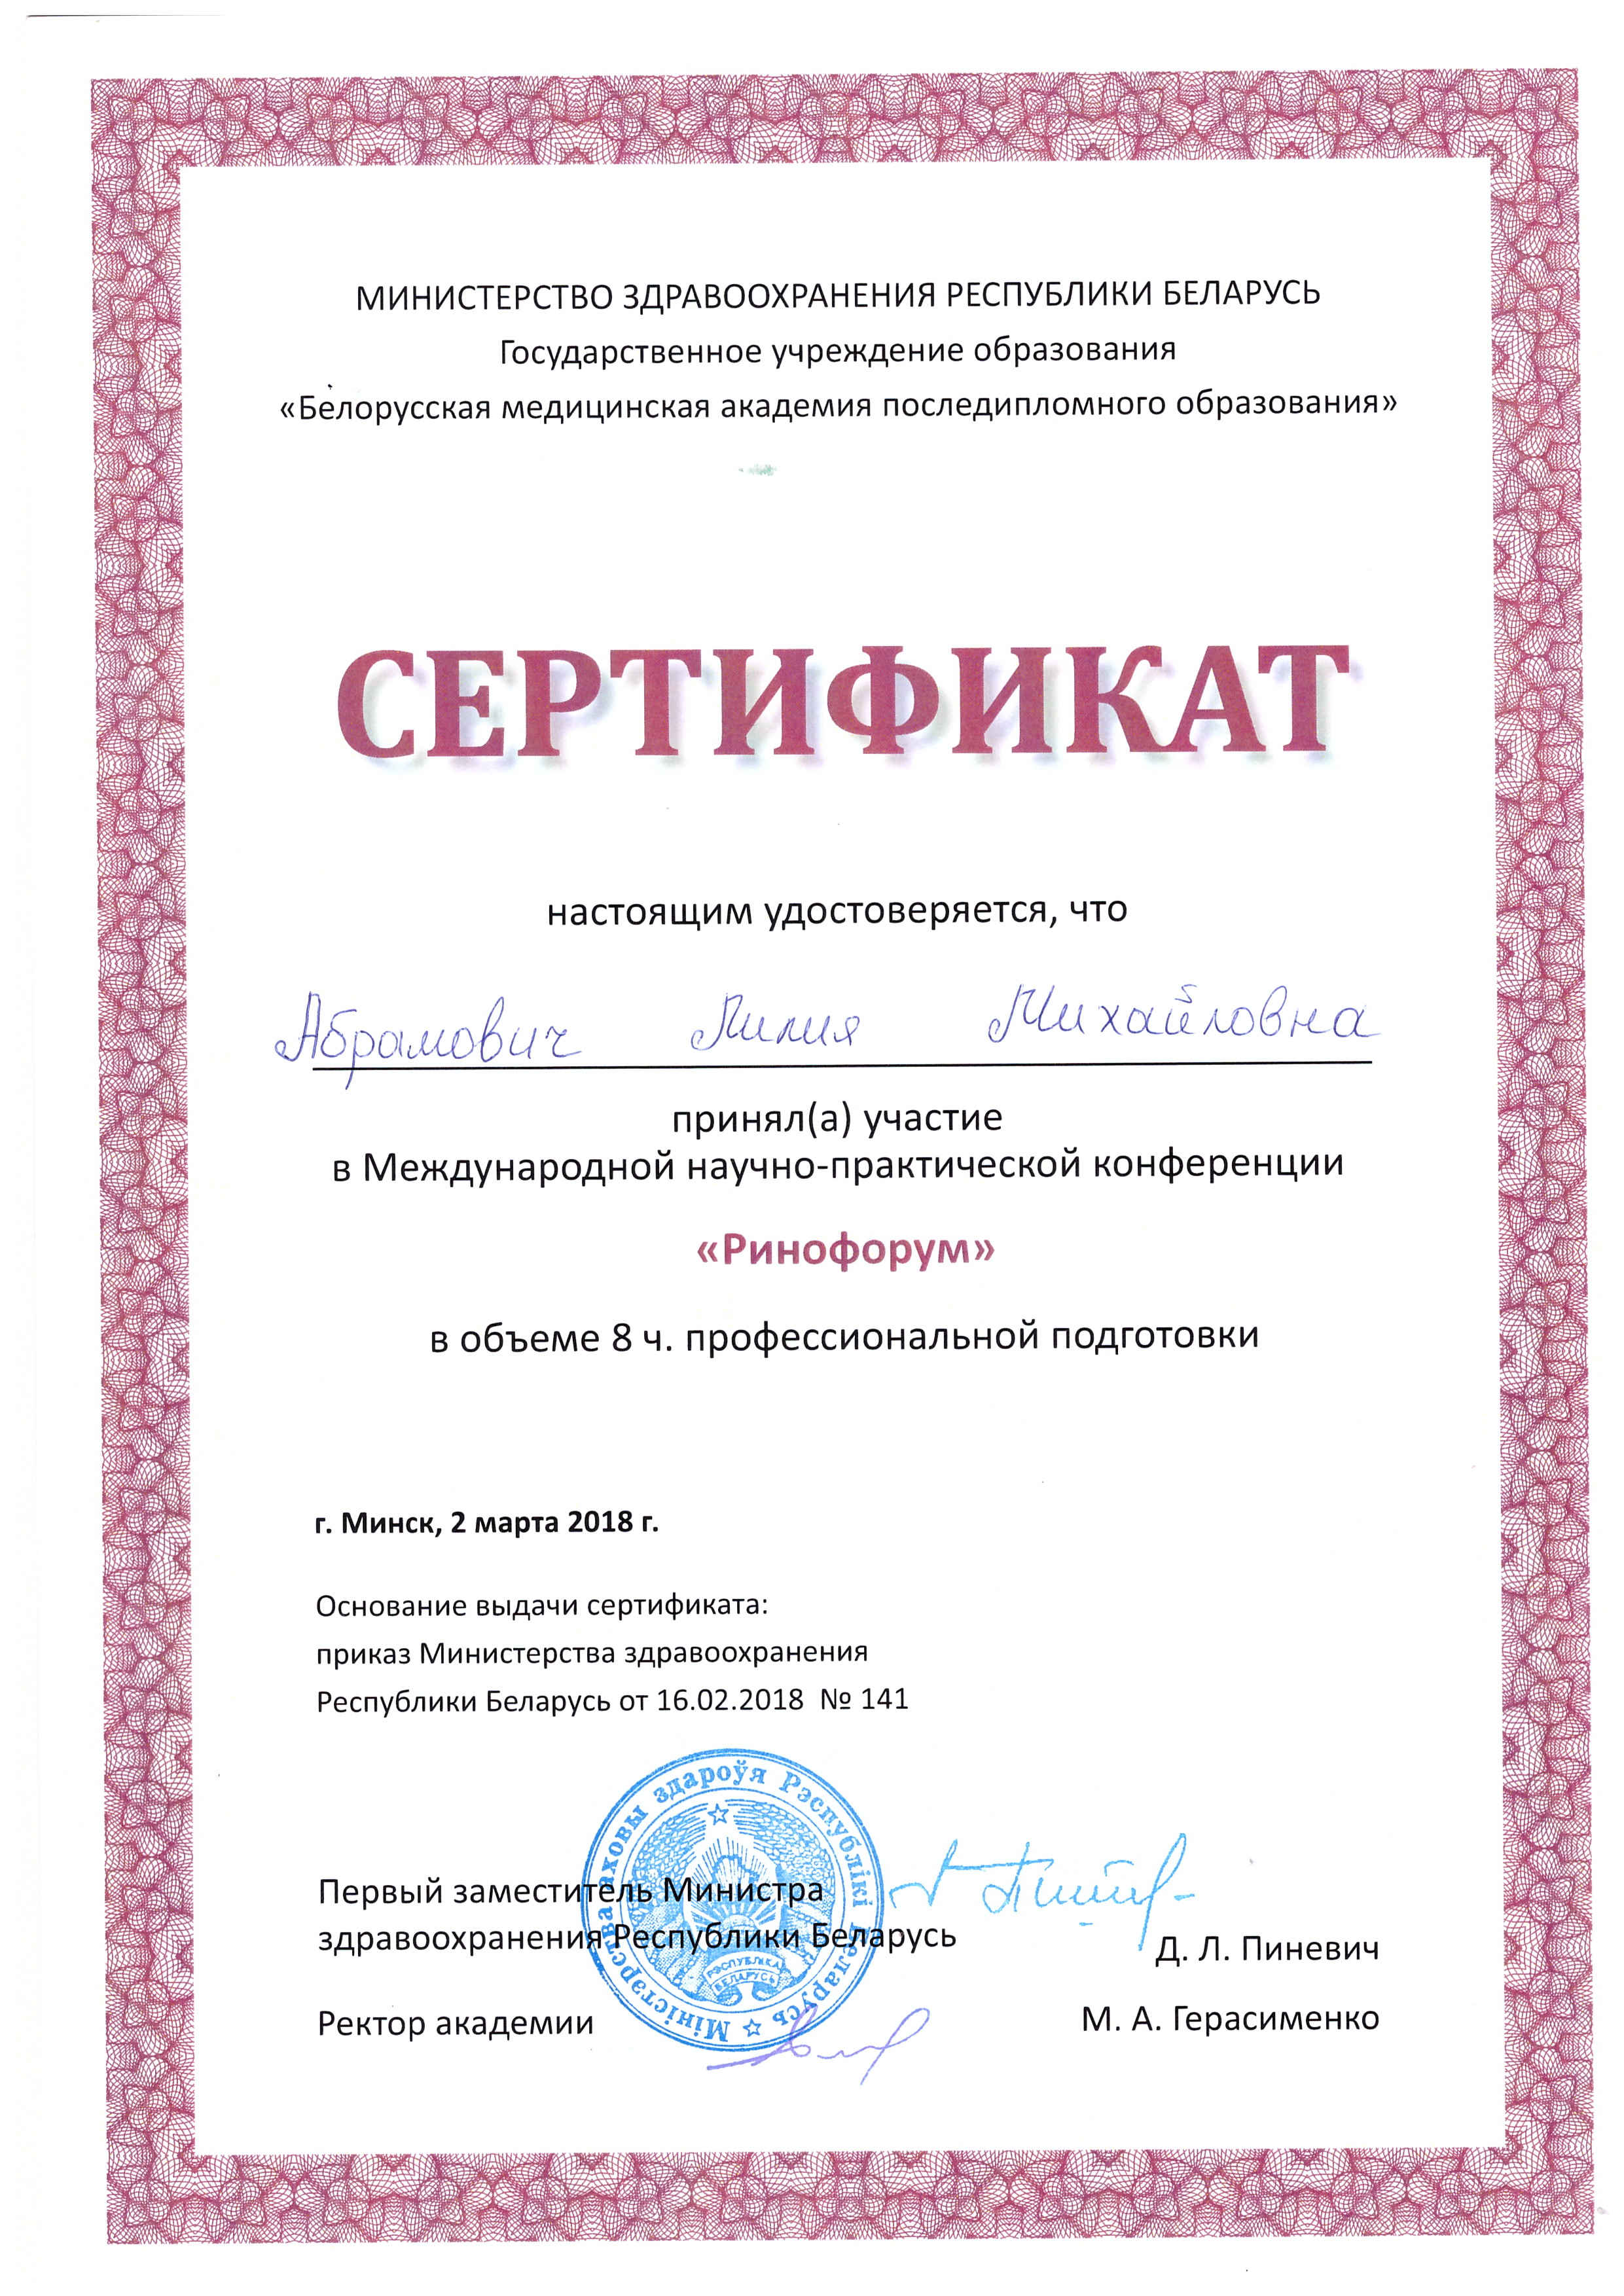 МИНИСТЕРСТВО ЗДРАВООХРАНЕНИЯ РЕСПУБЛИКИ БЕЛАРУСЬ
Государственное учреждение образования
«Белорусская медицинская академия последипломного образования»
СЕРТИФИКАТ
настоящим удостоверяется, что
Абрамович Лилия Михайловна
принял(а) участие
в Международной научно-практической конференции
«Ринофорум»
в объеме 8 ч. профессиональной подготовки
г. Минск, 2 марта 2018 г.
Основание выдачи сертификата:
приказ Министерства здравоохранения
Республики Беларусь от 16.02.2018 № 141
Міністэрства аховы здароўя Рэспублікі Беларусь
РЭСПУБЛІКА
БЕЛАРУСЬ
Первый заместитель Министра
здравоохранения Республики Беларусь
Д. Л. Пиневич
Ректор академии
М. А. Герасименко